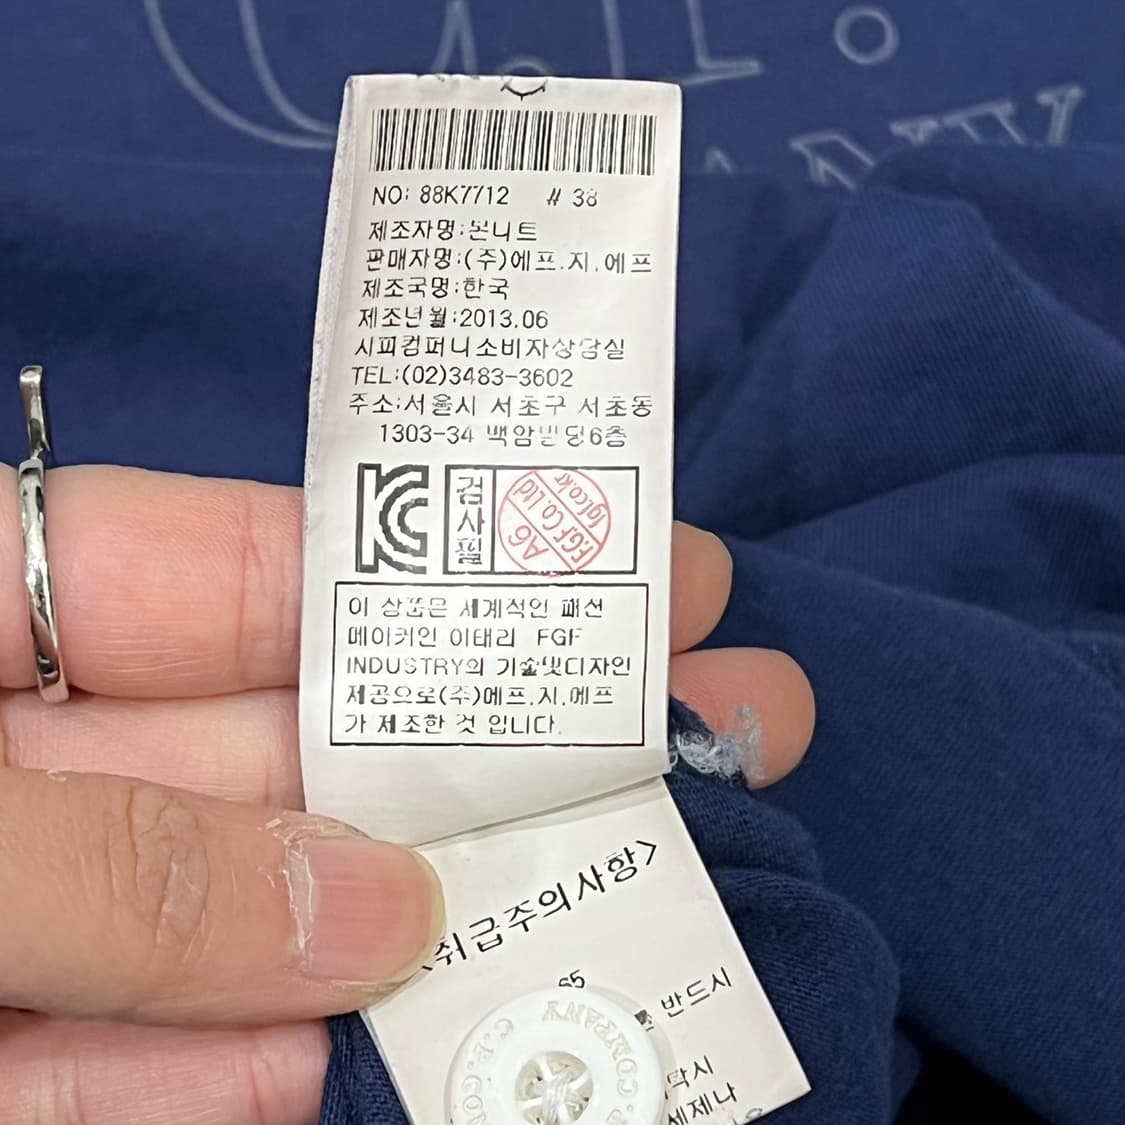 NO: 88K7712 # 38
제조자명:본니트
판매자명:(주)에프.지.에프
제조국명:한국
제조년월:2013.06
시피컴퍼니소비자상담실
TEL:(02)3483-3602
주소:서울시 서초구 서초동
1303-34 백암빌딩6층
KC
검사필
A6
F.G.F Co.Ltd
fgf.co.kr
이 상품은 세계적인 패션
메이커인 이태리 FGF
INDUSTRY의 기술및디자인
제공으로(주)에프.지.에프
가 제조한 것 입니다.
<취급주의사항>
반드시
세제나
C.P.COMPANY